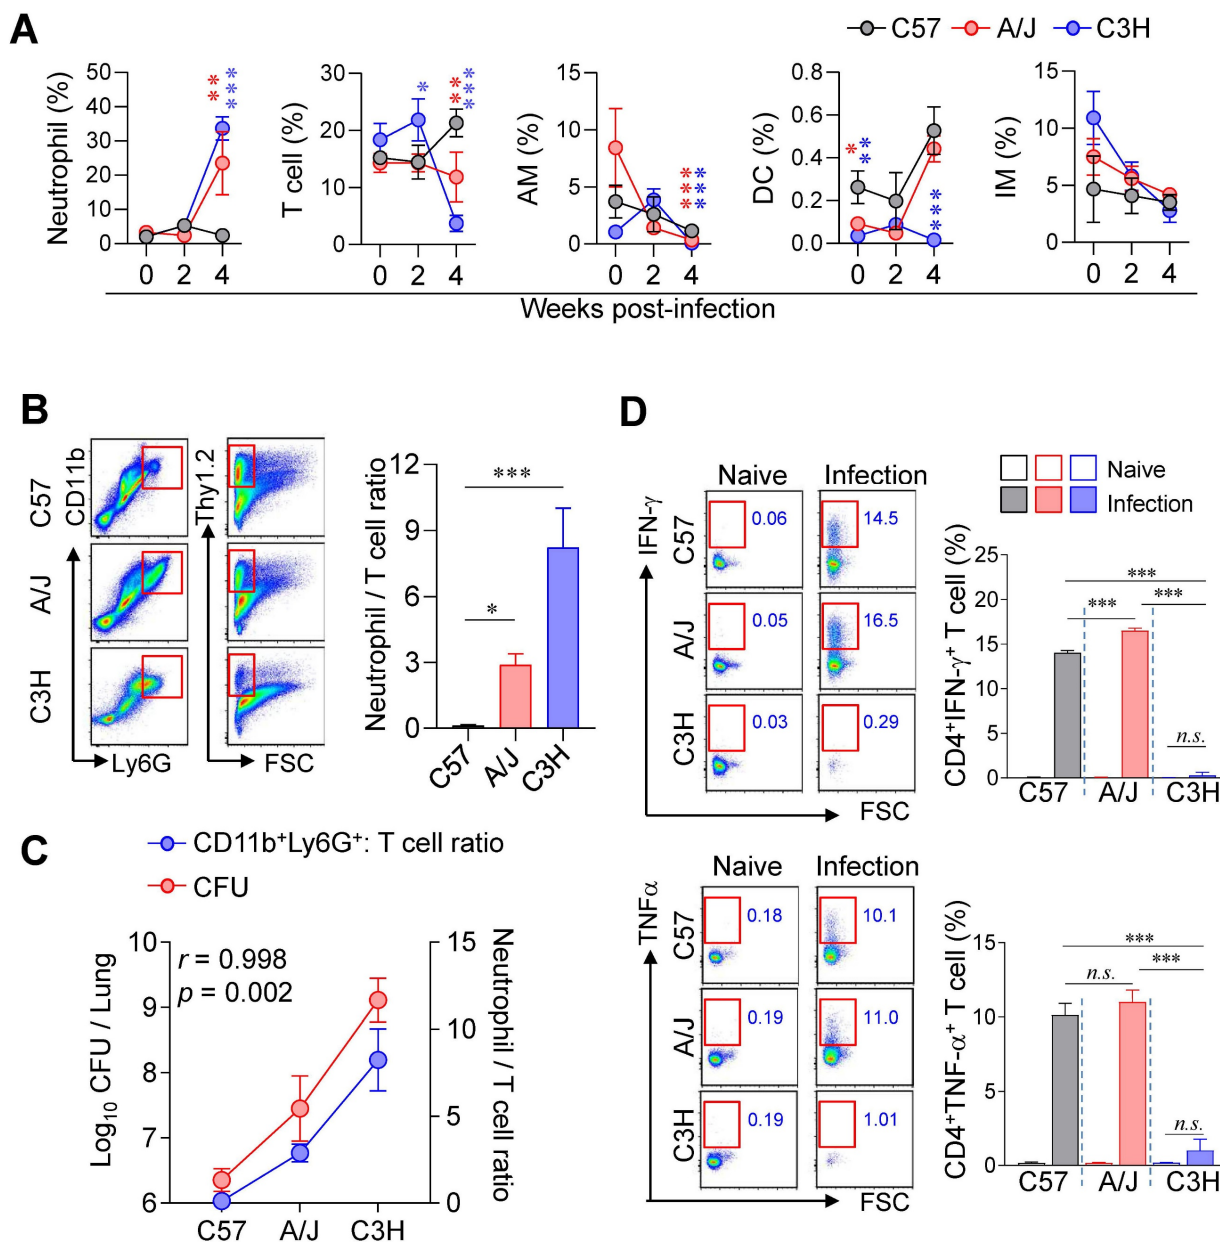 A
C57 A/J C3H
Neutrophil (%)
50
40
30
20
10
0
0 2 4
**
***
T cell (%)
30
20
10
0
0 2 4
*
**
***
AM (%)
15
10
5
0
0 2 4
***
***
DC (%)
0.8
0.6
0.4
0.2
0.0
0 2 4
*
**
***
IM (%)
15
10
5
0
0 2 4
Weeks post-infection
B
C57
A/J
C3H
CD11b
Ly6G
Thy1.2
FSC
Neutrophil / T cell ratio
12
9
6
3
0
***
*
C57
A/J
C3H
C
CD11b⁺Ly6G⁺: T cell ratio
CFU
r = 0.998
p = 0.002
Log₁₀ CFU / Lung
10
9
8
7
6
Neutrophil / T cell ratio
15
10
5
0
C57 A/J C3H
D
Naive Infection
IFN-γ
C57
0.06 14.5
A/J
0.05 16.5
C3H
0.03 0.29
FSC
Naive
Infection
CD4⁺IFN-γ⁺ T cell (%)
25
20
15
10
5
0
***
*** ***
n.s.
C57 A/J C3H
Naive Infection
TNFα
C57
0.18 10.1
A/J
0.19 11.0
C3H
0.19 1.01
FSC
CD4⁺TNF-α⁺ T cell (%)
15
10
5
0
***
n.s. ***
n.s.
C57 A/J C3H